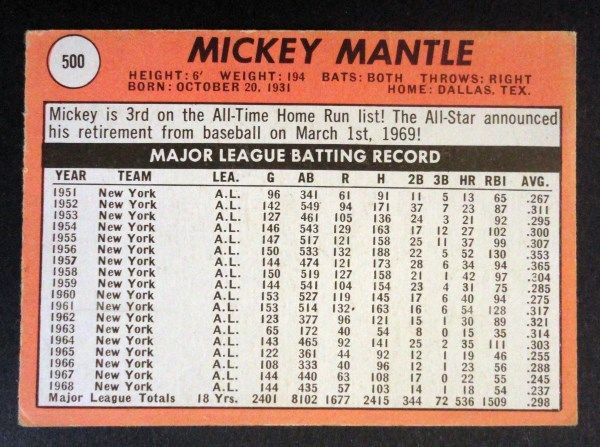 500
MICKEY MANTLE
HEIGHT: 6' WEIGHT: 194 BATS: BOTH THROWS: RIGHT
BORN: OCTOBER 20, 1931 HOME: DALLAS, TEX.
Mickey is 3rd on the All-Time Home Run list! The All-Star announced
his retirement from baseball on March 1st, 1969!
MAJOR LEAGUE BATTING RECORD
YEAR TEAM LEA. G AB R H 2B 3B HR RBI AVG.
1951 New York A.L. 96 341 61 91 11 5 13 65 .267
1952 New York A.L. 142 549 94 171 37 7 23 87 .311
1953 New York A.L. 127 461 105 136 24 3 21 92 .295
1954 New York A.L. 146 543 129 163 17 12 27 102 .300
1955 New York A.L. 147 517 121 158 25 11 37 99 .307
1956 New York A.L. 150 533 132 188 22 5 52 130 .353
1957 New York A.L. 144 474 121 173 28 6 34 94 .365
1958 New York A.L. 150 519 127 158 21 1 42 97 .304
1959 New York A.L. 144 541 104 154 23 4 31 75 .285
1960 New York A.L. 153 527 119 145 17 6 40 94 .275
1961 New York A.L. 153 514 132 163 16 6 54 128 .317
1962 New York A.L. 123 377 96 121 15 1 30 89 .321
1963 New York A.L. 65 172 40 54 8 0 15 35 .314
1964 New York A.L. 143 465 92 141 25 2 35 111 .303
1965 New York A.L. 122 361 44 92 12 1 19 46 .255
1966 New York A.L. 108 333 40 96 12 1 23 56 .288
1967 New York A.L. 144 440 63 108 17 0 22 55 .245
1968 New York A.L. 144 435 57 103 14 1 18 54 .237
Major League Totals 18 Yrs. 2401 8102 1677 2415 344 72 536 1509 .298